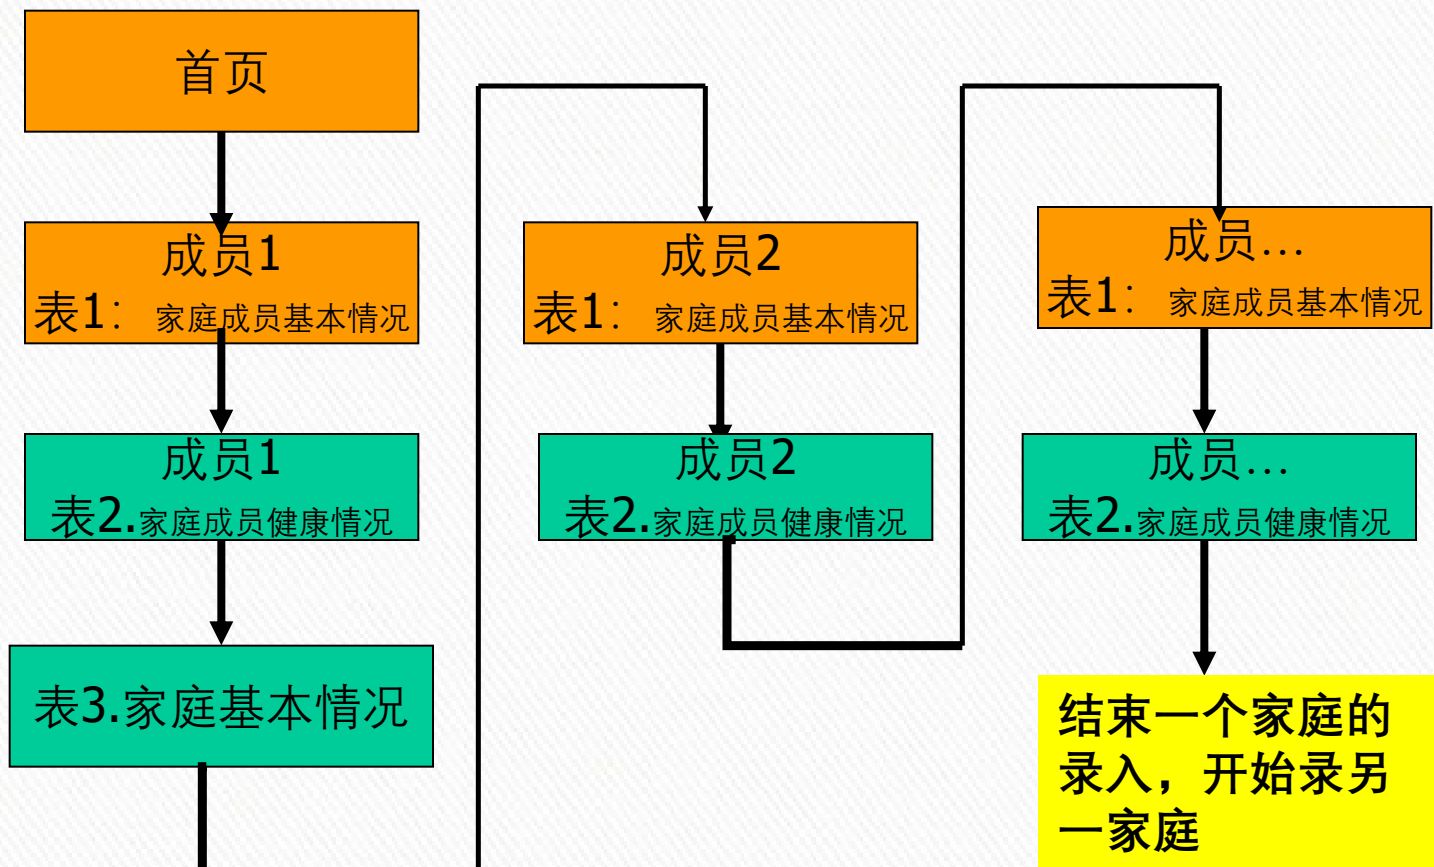 首页
成员1
表1： 家庭成员基本情况
成员1
表2.家庭成员健康情况
表3.家庭基本情况
成员2
表1： 家庭成员基本情况
成员2
表2.家庭成员健康情况
成员…
表1： 家庭成员基本情况
成员…
表2.家庭成员健康情况
结束一个家庭的
录入，开始录另
一家庭